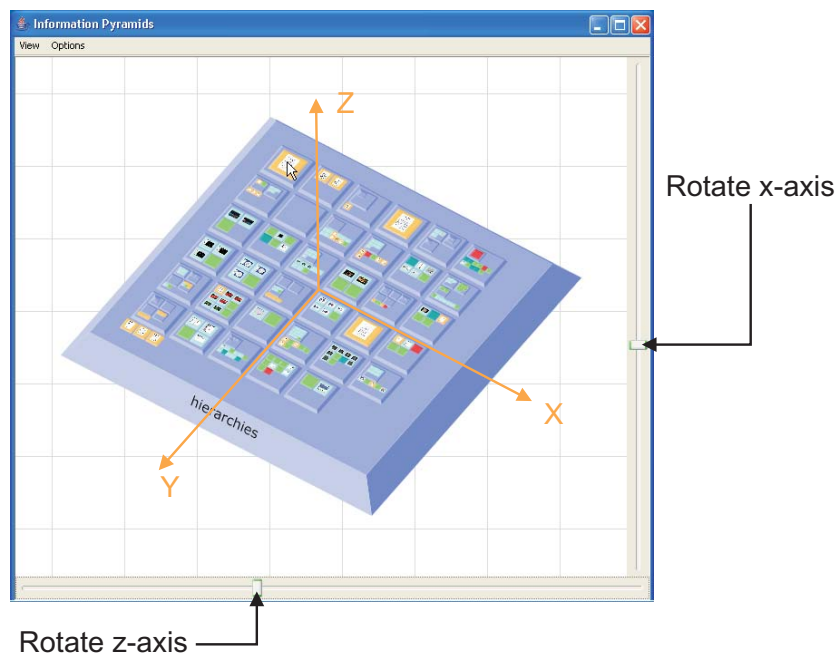 Information Pyramids
View Options
Z
Rotate x-axis
hierarchies
X
Y
Rotate z-axis